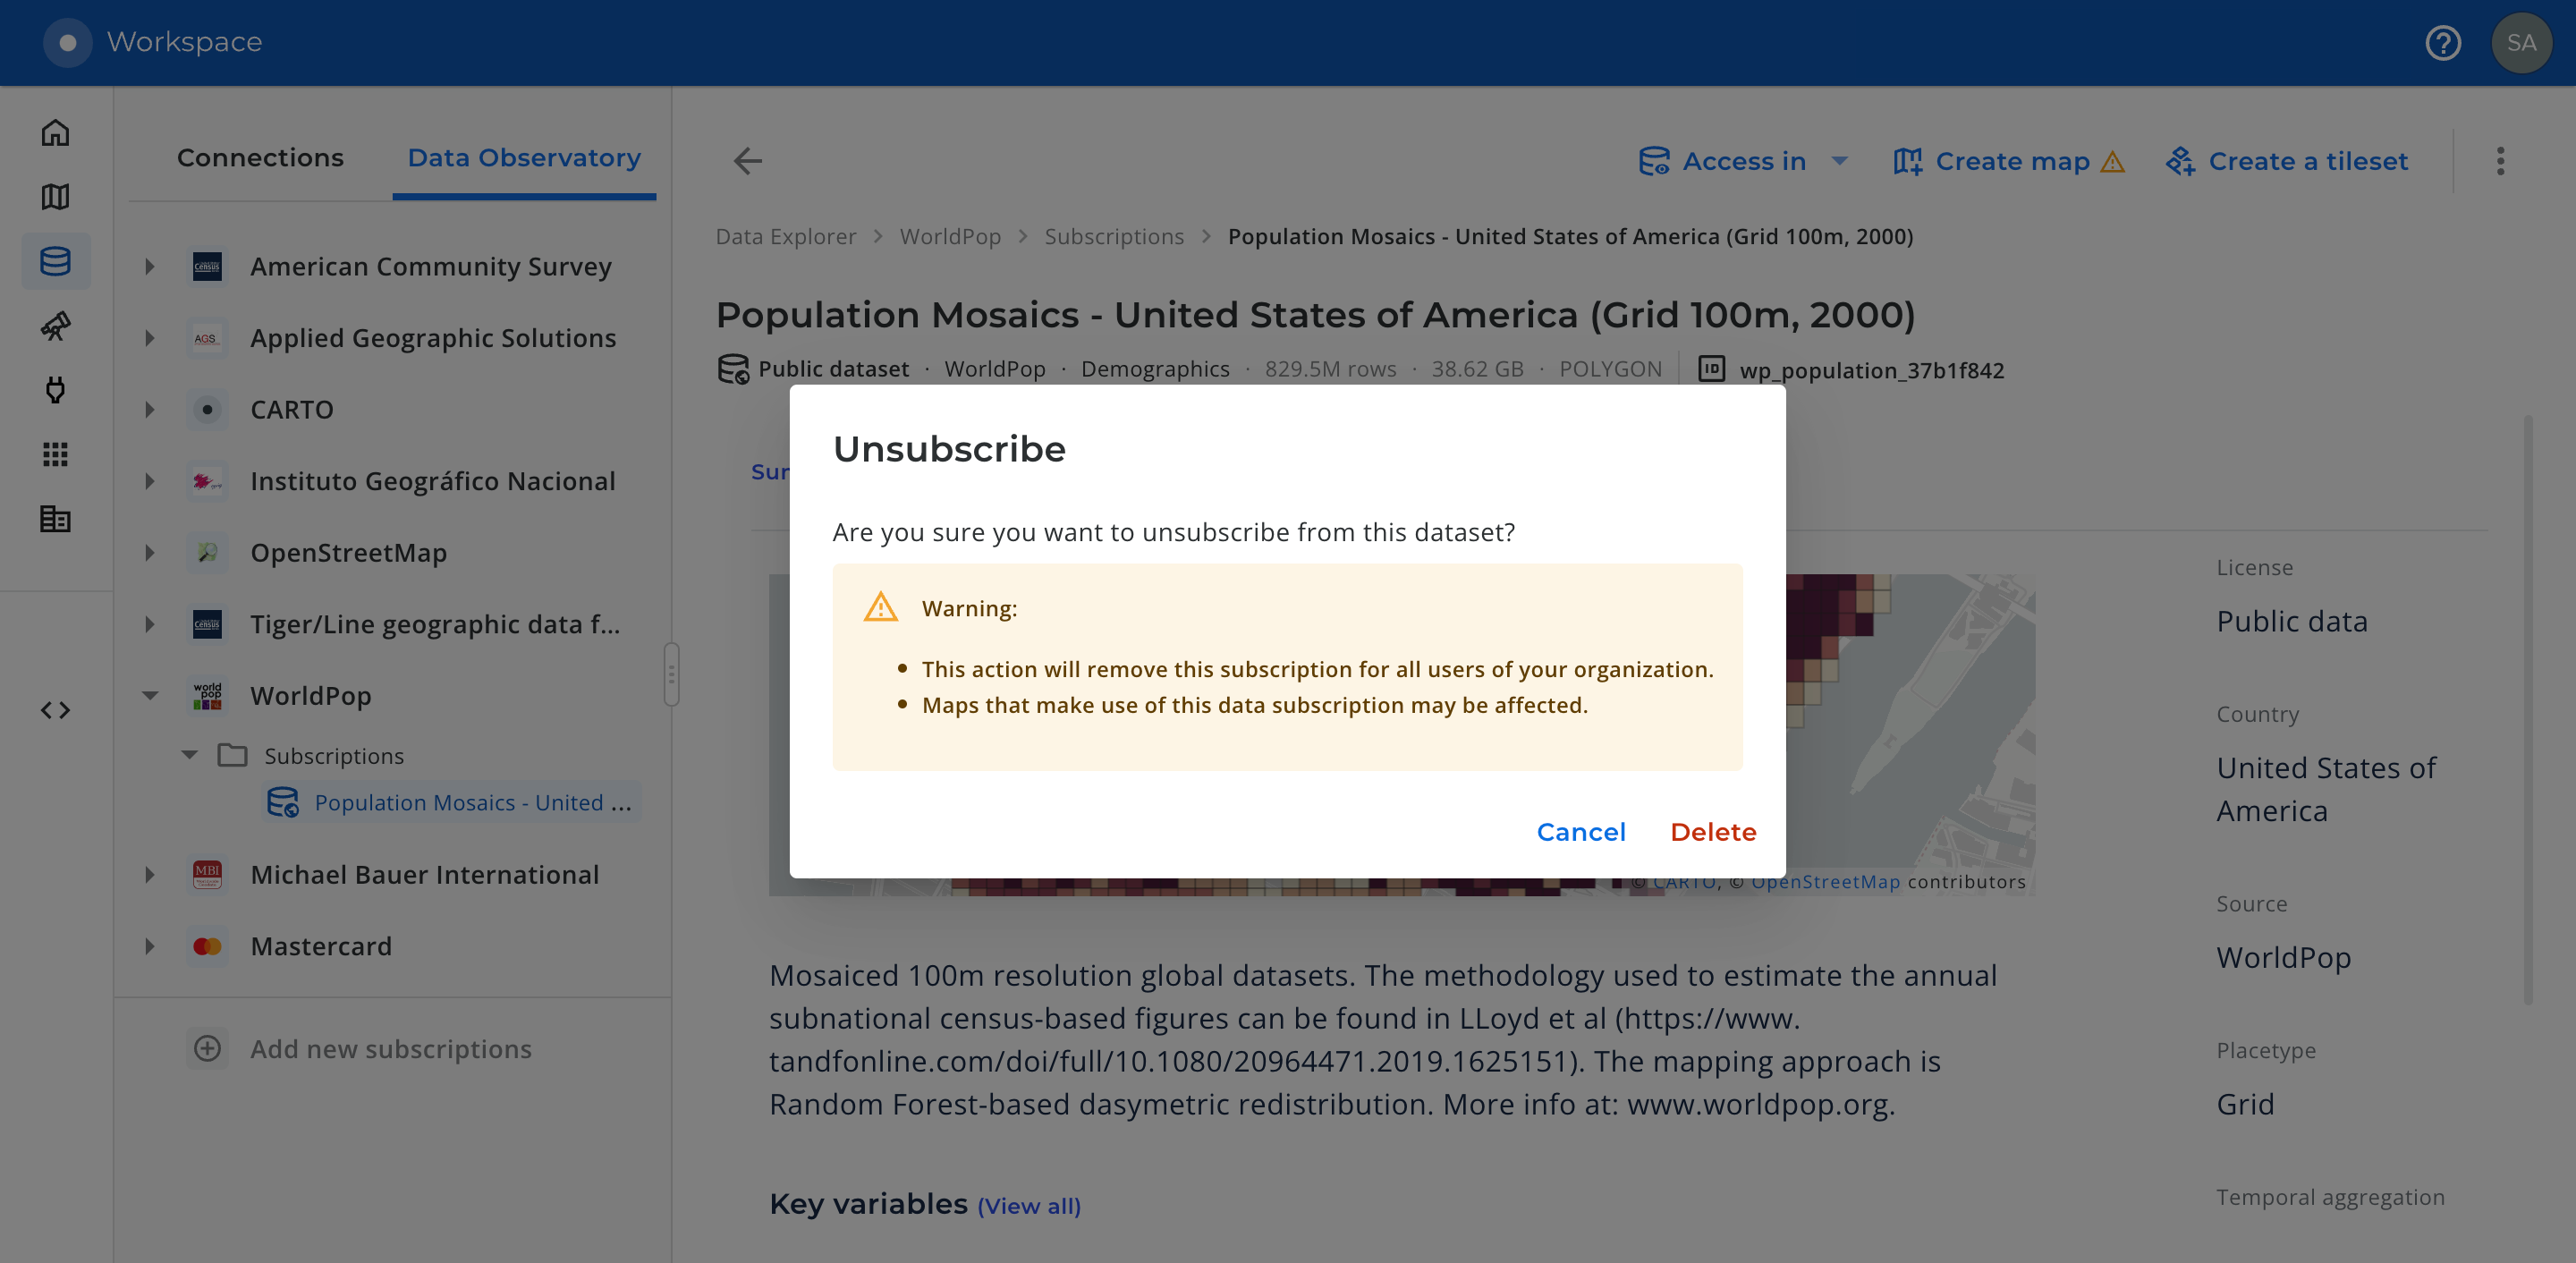 Workspace
SA
Connections
Data Observatory
American Community Survey
Applied Geographic Solutions
CARTO
Instituto Geográfico Nacional
OpenStreetMap
Tiger/Line geographic data f...
WorldPop
Subscriptions
Population Mosaics - United ...
Michael Bauer International
Mastercard
Add new subscriptions
Census
AGS
Census
world
pop
MBI
Access in
Create map
Create a tileset
Data Explorer > WorldPop > Subscriptions > Population Mosaics - United States of America (Grid 100m, 2000)
Population Mosaics - United States of America (Grid 100m, 2000)
Public dataset · WorldPop · Demographics · 829.5M rows · 38.62 GB · POLYGON
ID wp_population_37b1f842
Unsubscribe
Are you sure you want to unsubscribe from this dataset?
Warning:
• This action will remove this subscription for all users of your organization.
• Maps that make use of this data subscription may be affected.
Cancel
Delete
© CARTO, © OpenStreetMap contributors
Mosaiced 100m resolution global datasets. The methodology used to estimate the annual
subnational census-based figures can be found in LLoyd et al (https://www.
tandfonline.com/doi/full/10.1080/20964471.2019.1625151). The mapping approach is
Random Forest-based dasymetric redistribution. More info at: www.worldpop.org.
Key variables (View all)
License
Public data
Country
United States of
America
Source
WorldPop
Placetype
Grid
Temporal aggregation